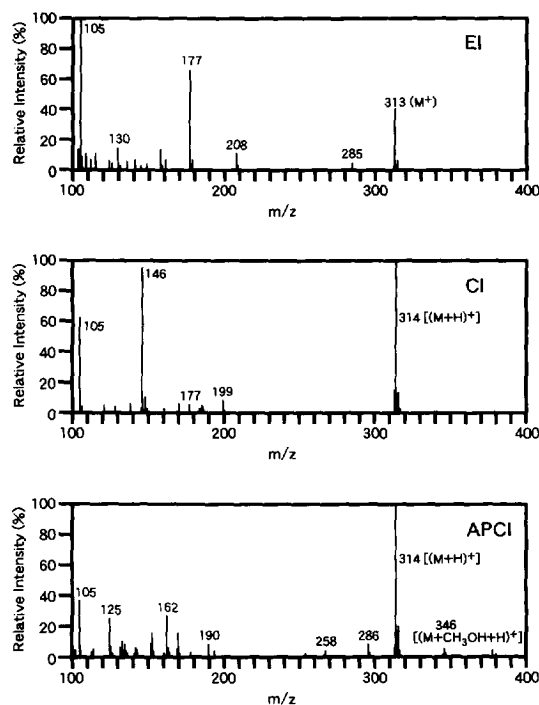 EI
Relative Intensity (%)
100
80
60
40
20
0
105
130
177
208
285
313 (M⁺)
100 200 300 400
m/z
CI
Relative Intensity (%)
100
80
60
40
20
0
105
146
177
199
314 [(M+H)⁺]
100 200 300 400
m/z
APCI
Relative Intensity (%)
100
80
60
40
20
0
105
125
162
190
258
286
314 [(M+H)⁺]
346
[(M+CH₃OH+H)⁺]
100 200 300 400
m/z